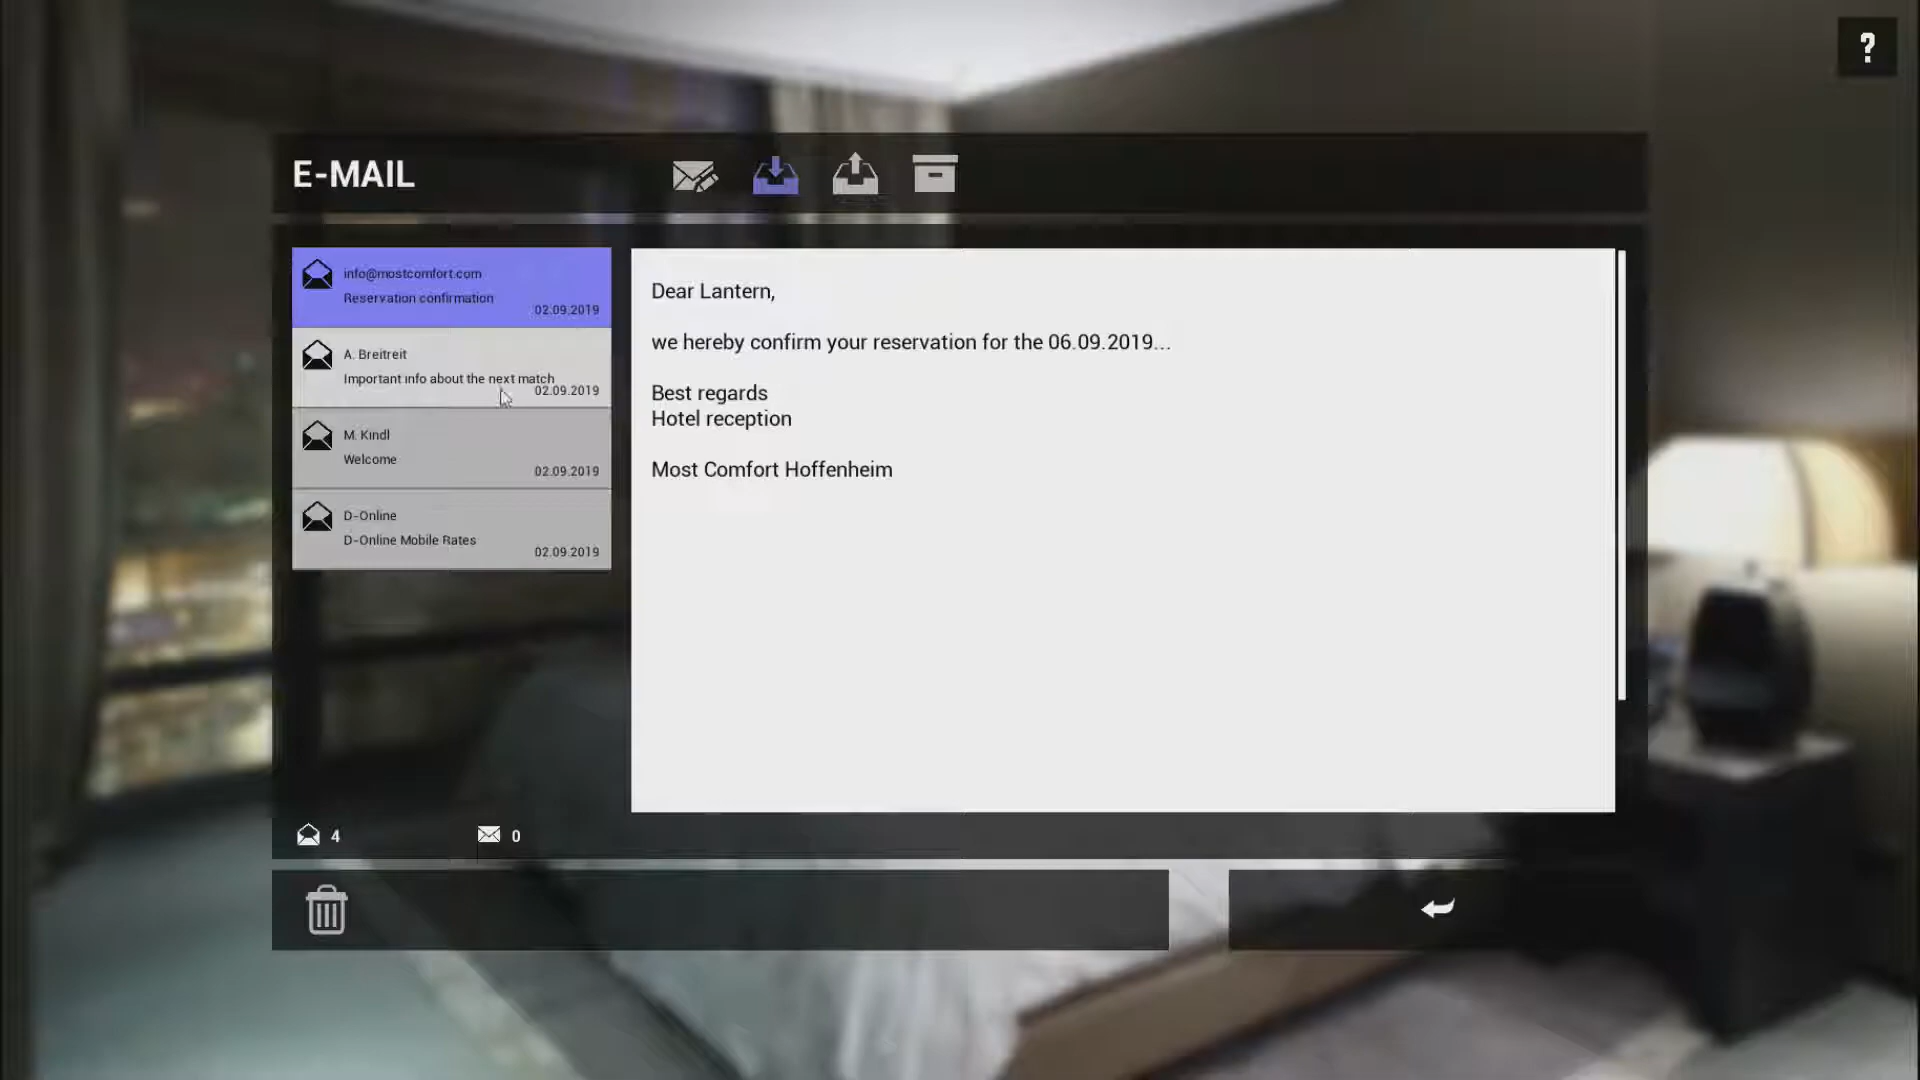 ?
E-MAIL
info@mostcomfort.com
Reservation confirmation
02.09.2019
A. Breitreit
Important info about the next match
02.09.2019
M. Kindl
Welcome
02.09.2019
D-Online
D-Online Mobile Rates
02.09.2019
Dear Lantern,
we hereby confirm your reservation for the 06.09.2019...
Best regards
Hotel reception
Most Comfort Hoffenheim
4
0